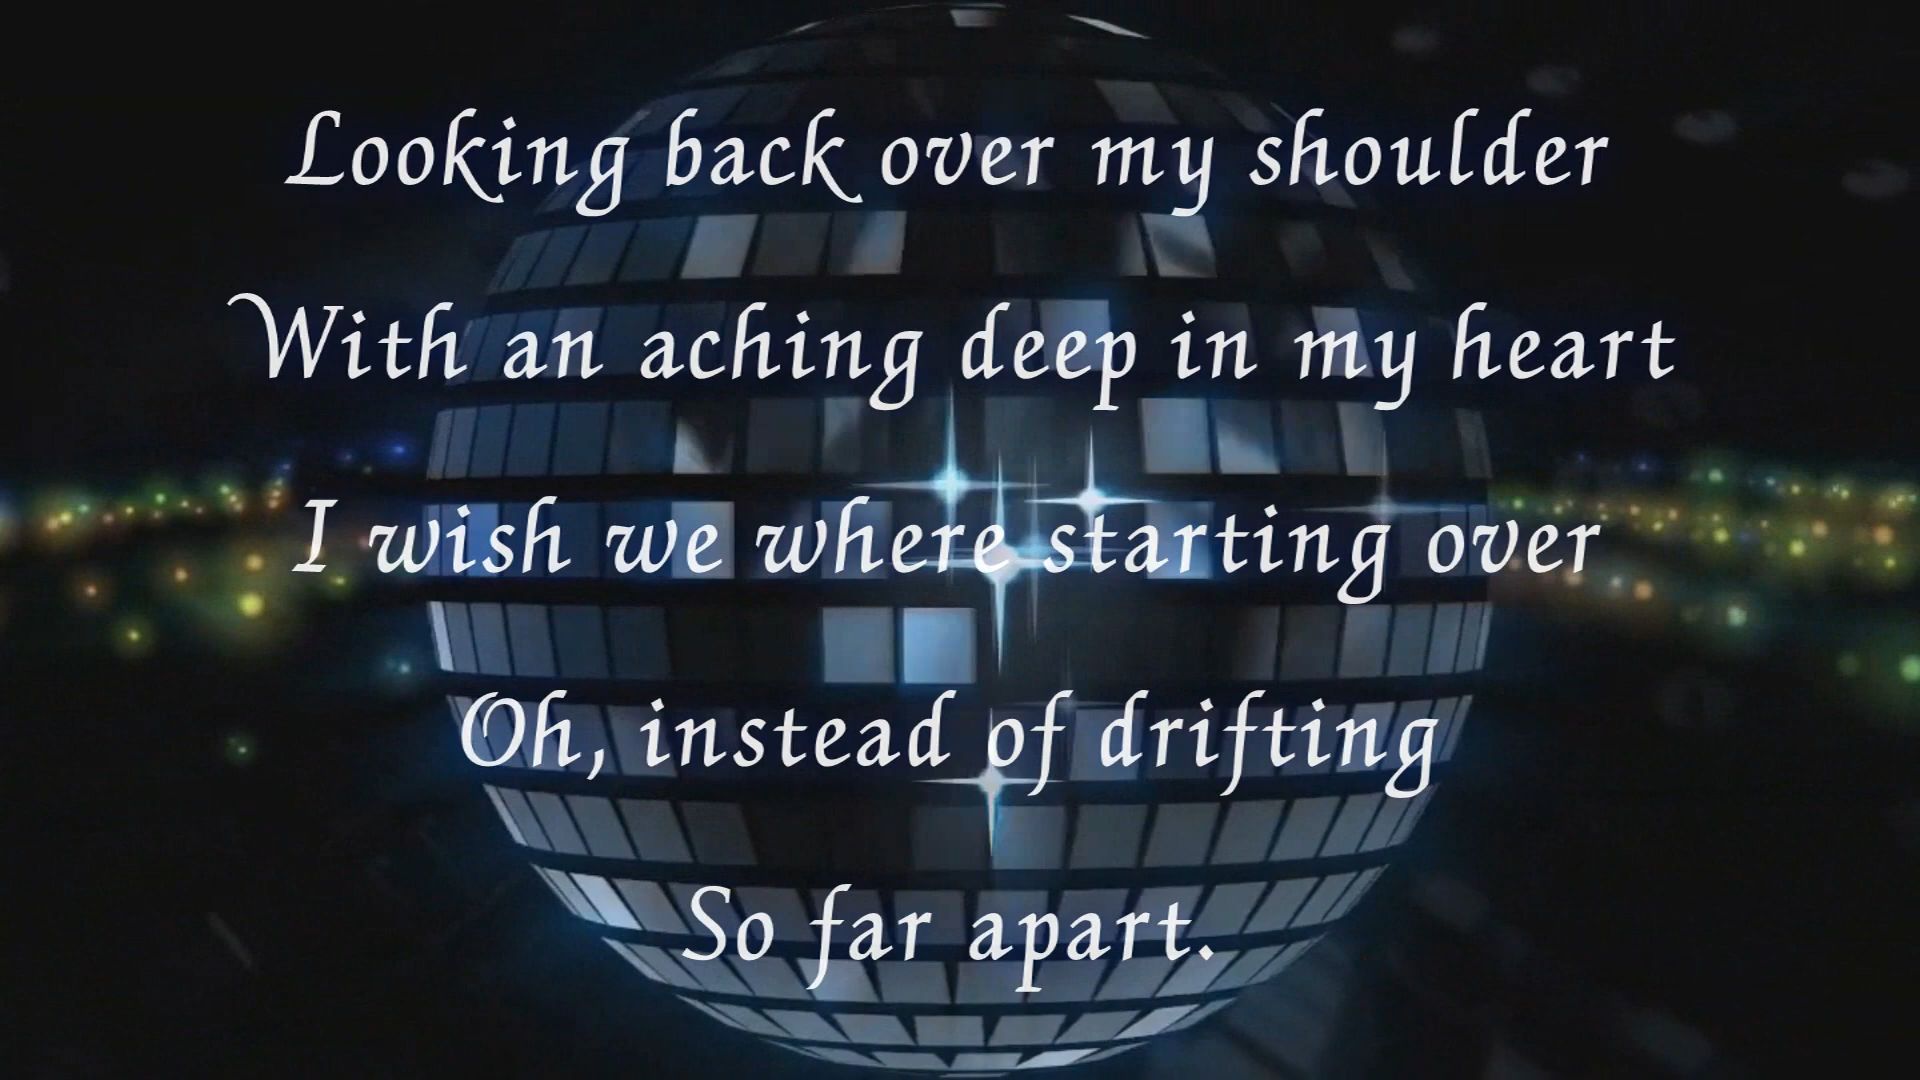 Looking back over my shoulder
With an aching deep in my heart
I wish we where starting over
Oh, instead of drifting
So far apart.